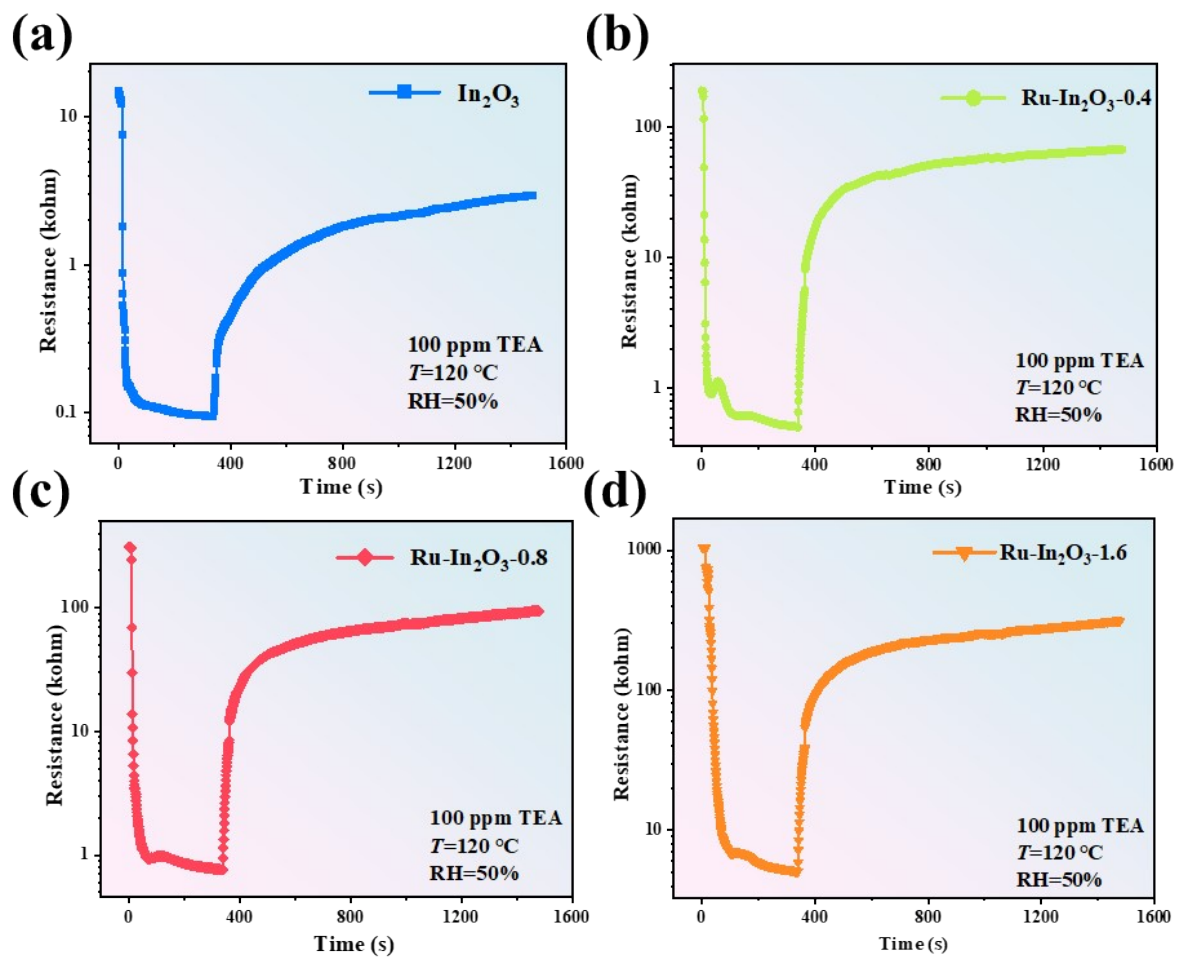 (a)
In₂O₃
10
1
0.1
Resistance (kohm)
100 ppm TEA
T=120 °C
RH=50%
0 400 800 1200 1600
Time (s)
(b)
Ru-In₂O₃-0.4
100
10
1
Resistance (kohm)
100 ppm TEA
T=120 °C
RH=50%
0 400 800 1200 1600
Time (s)
(c)
Ru-In₂O₃-0.8
100
10
1
Resistance (kohm)
100 ppm TEA
T=120 °C
RH=50%
0 400 800 1200 1600
Time (s)
(d)
Ru-In₂O₃-1.6
1000
100
10
Resistance (kohm)
100 ppm TEA
T=120 °C
RH=50%
0 400 800 1200 1600
Time (s)